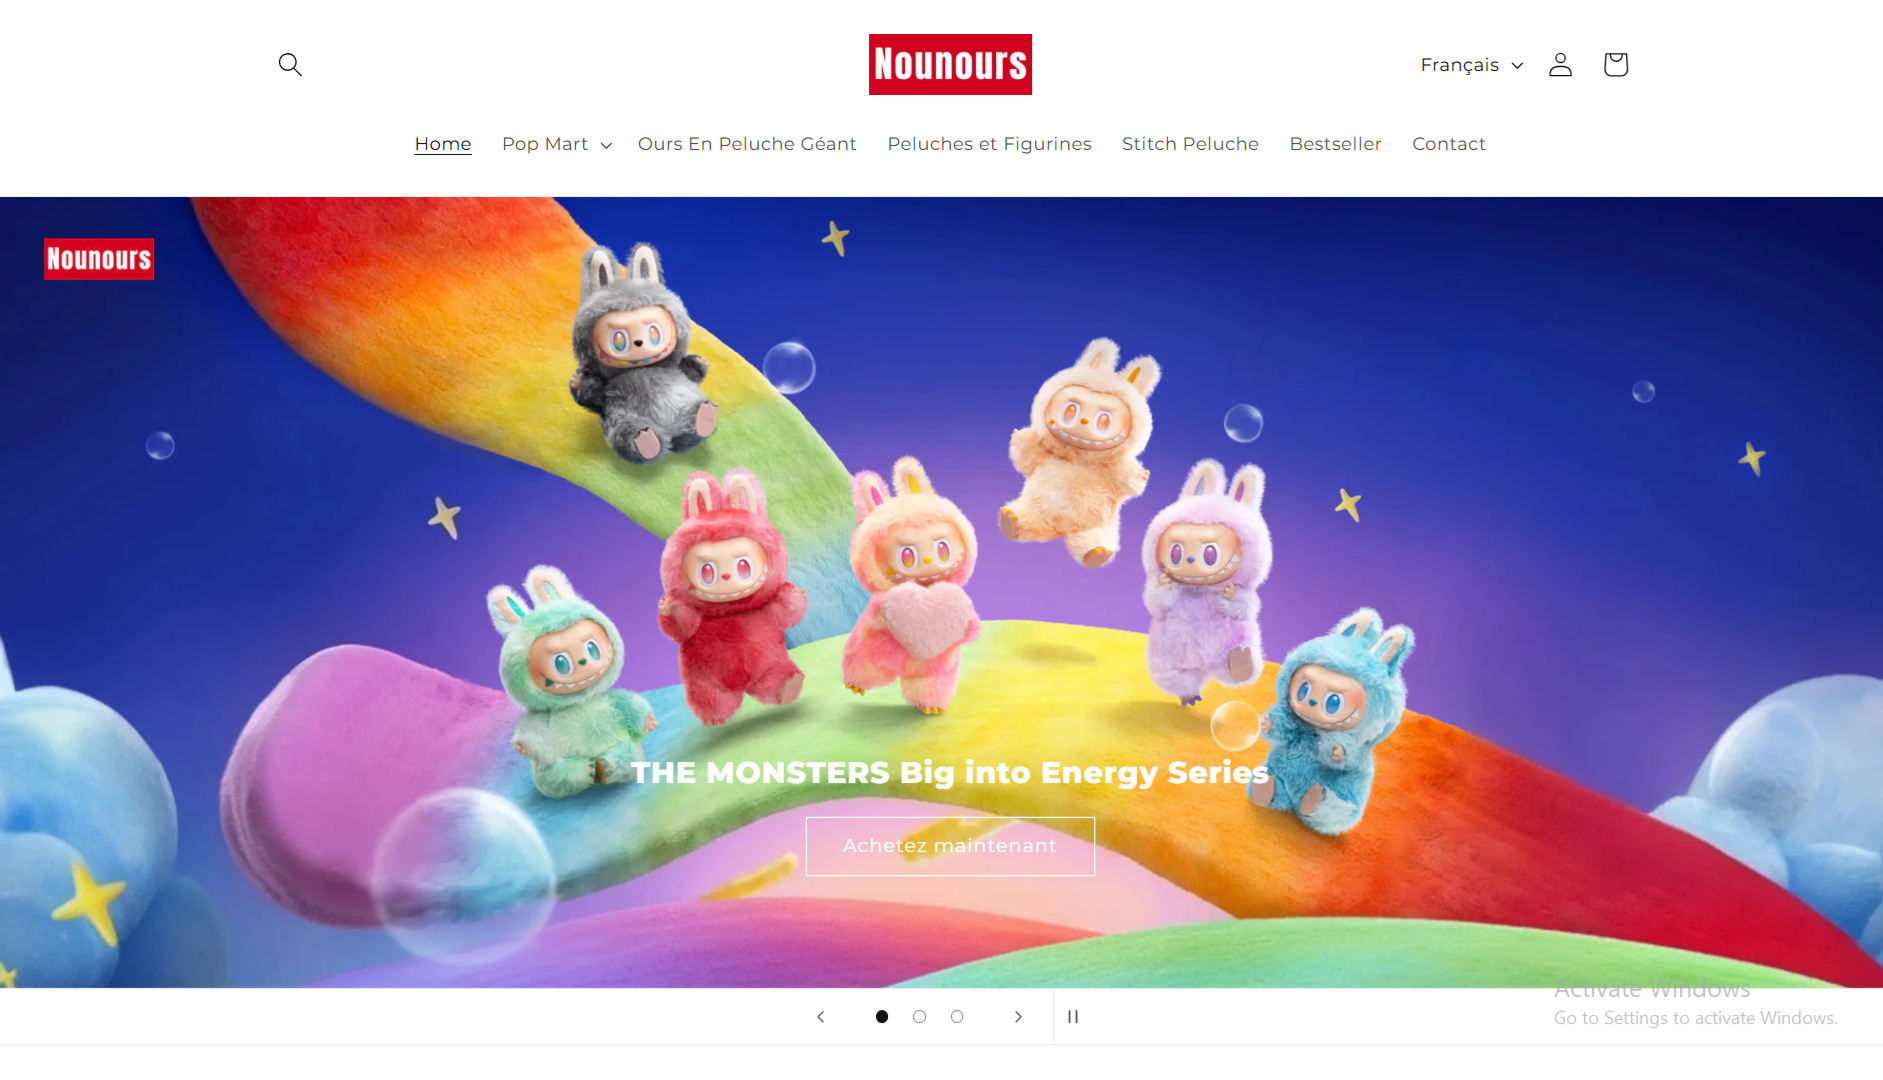 Nounours
Français
Home
Pop Mart
Ours En Peluche Géant
Peluches et Figurines
Stitch Peluche
Bestseller
Contact
Nounours
THE MONSTERS Big into Energy Series
Achetez maintenant
Activate Windows
Go to Settings to activate Windows.